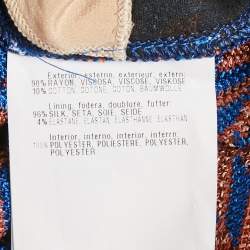 Exterior, esterno, exterieur, extern:
90% RAYON, VISCOSA, VISCOSE, VISKOSE
10% COTTON, COTONE, COTON, BAUMWOLLE
Lining, fodera, doublure, futter
96% SILK, SETA, SOIE, SEIDE
4% ELASTANE, ELASTAN, ELASTHANNE, ELASTHAN
Interior, interno, interieur, intern:
100% POLYESTER, POLIESTERE, POLYESTER,
POLYESTER